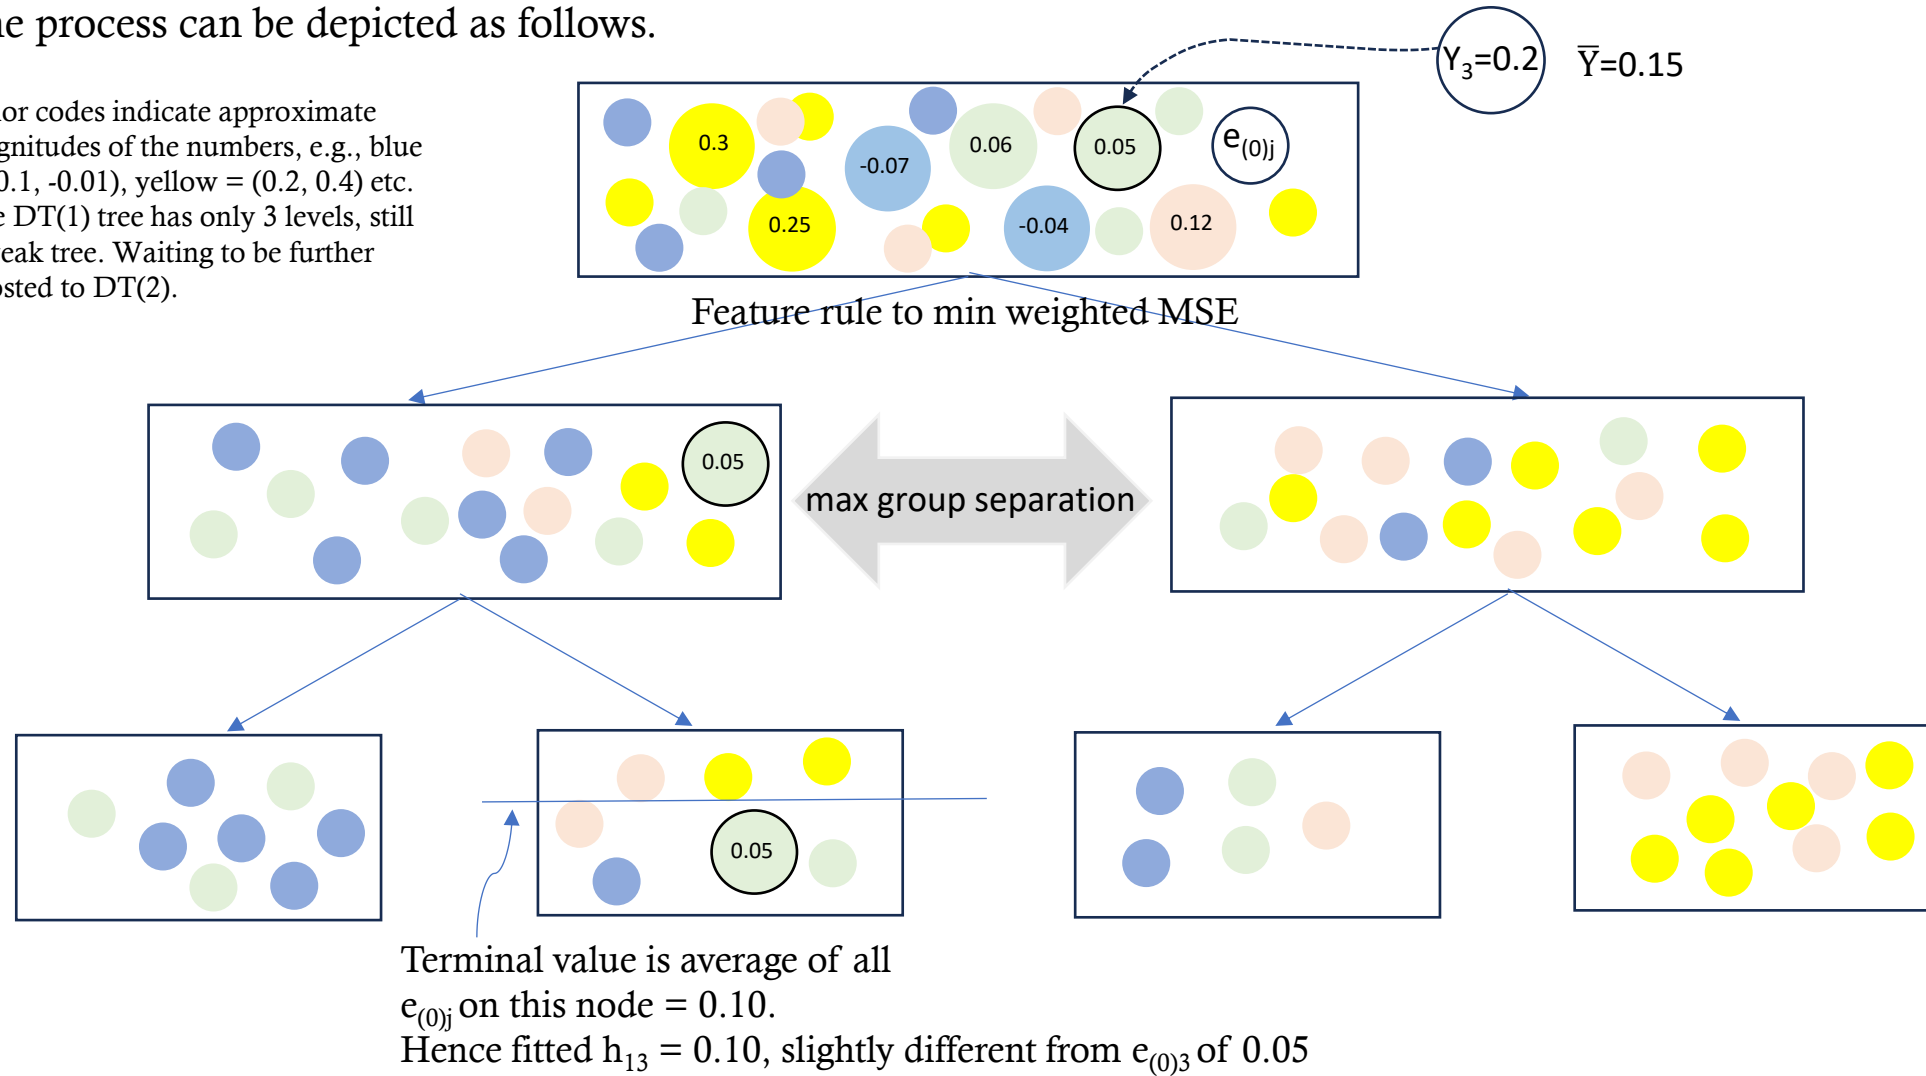 ne process can be depicted as follows.
Y3=0.2
Y̅=0.15
lor codes indicate approximate
gnitudes of the numbers, e.g., blue
0.1, -0.01), yellow = (0.2, 0.4) etc.
e DT(1) tree has only 3 levels, still
eak tree. Waiting to be further
osted to DT(2).
0.3
-0.07
0.06
0.05
e(0)j
0.25
-0.04
0.12
Feature rule to min weighted MSE
0.05
max group separation
0.05
Terminal value is average of all
e(0)j on this node = 0.10.
Hence fitted h13 = 0.10, slightly different from e(0)3 of 0.05